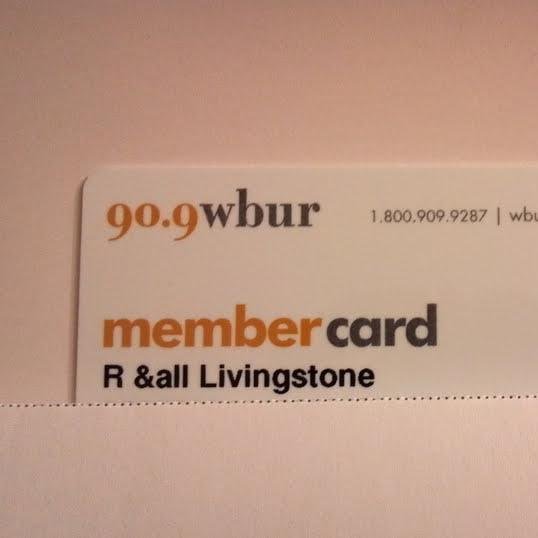 90.9wbur 1.800.909.9287 | wbu
member card
R &all Livingstone